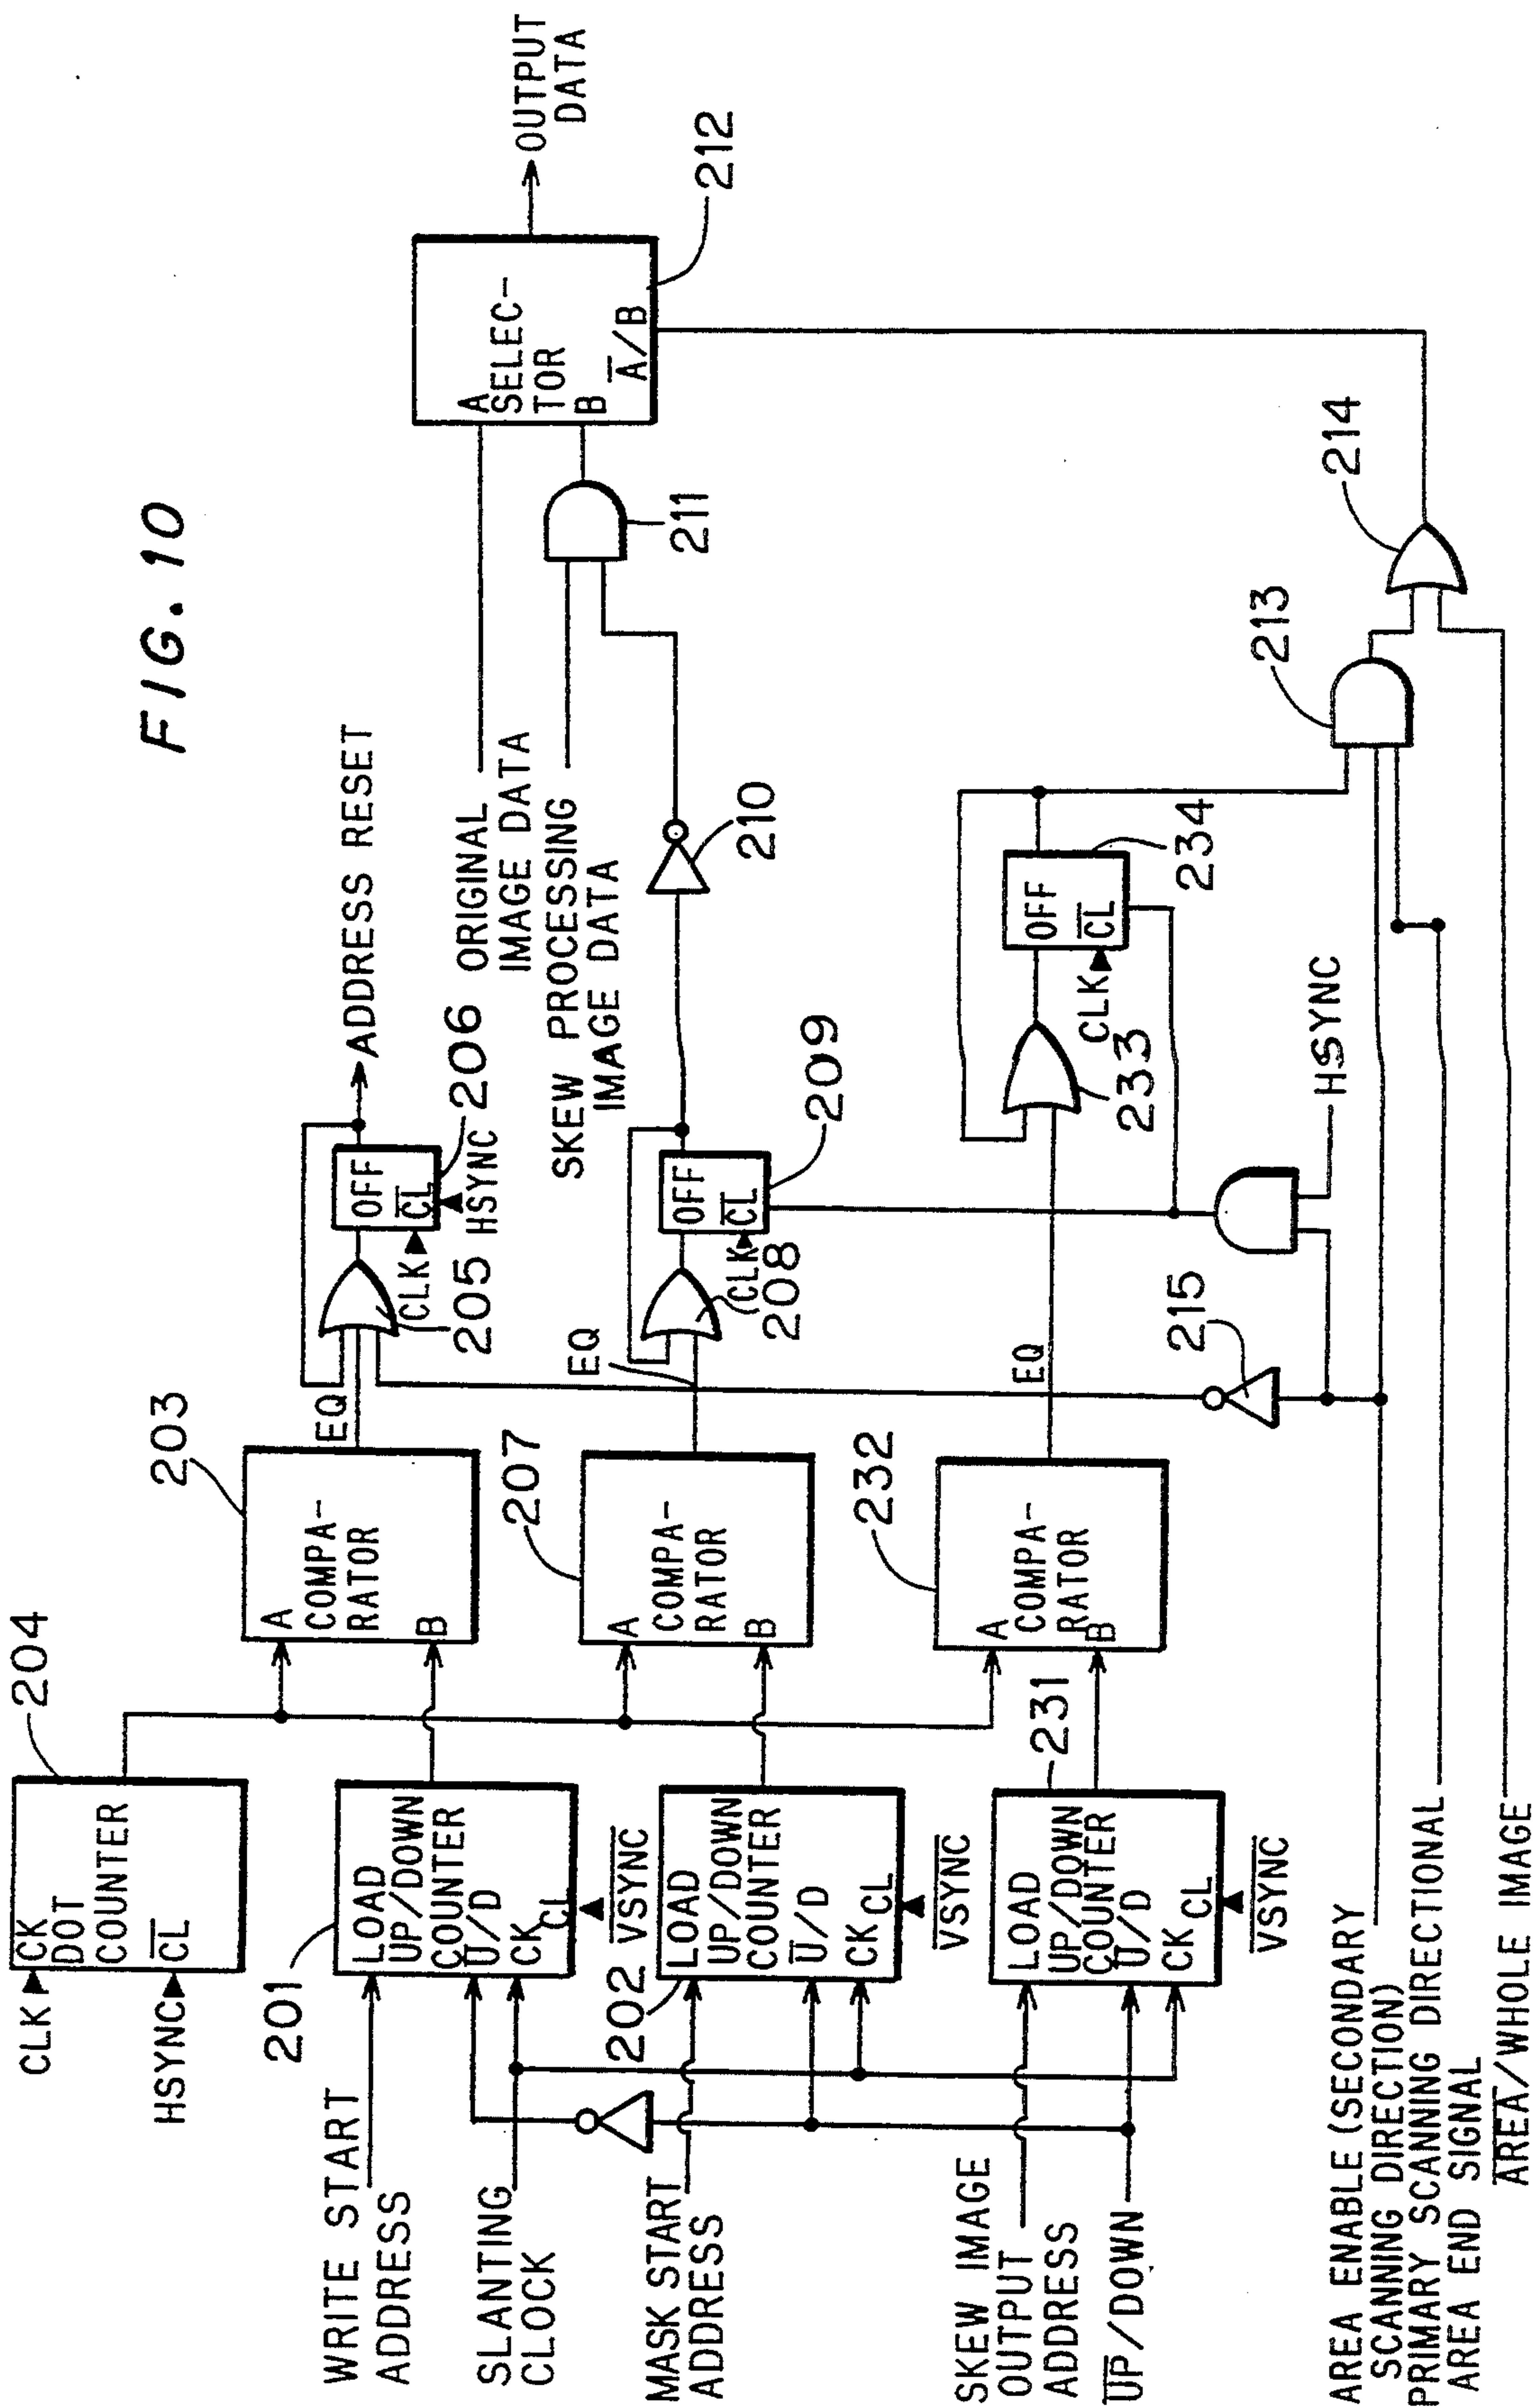 FIG. 10
CLK
HSYNC
CK
DOT
COUNTER
CL
204
WRITE START
ADDRESS
201
LOAD
UP/DOWN
COUNTER
U/D
CK
CL
VSYNC
SLANTING
CLOCK
MASK START
ADDRESS
202
LOAD
UP/DOWN
COUNTER
U/D
CK
CL
VSYNC
SKEW IMAGE
OUTPUT
ADDRESS
UP/DOWN
231
LOAD
UP/DOWN
COUNTER
U/D
CK
CL
VSYNC
203
A
COMPA-
RATOR
B
EQ
207
A
COMPA-
RATOR
B
EQ
232
A
COMPA-
RATOR
B
EQ
205
CLK
OFF
CL
206
HSYNC
ADDRESS RESET
208
CLK
OFF
CL
209
210
ORIGINAL
IMAGE DATA
SKEW PROCESSING
IMAGE DATA
211
A
SELEC-
TOR
B
A/B
212
OUTPUT
DATA
215
HSYNC
233
CLK
OFF
CL
234
213
214
AREA ENABLE (SECONDARY
SCANNING DIRECTION)
PRIMARY SCANNING DIRECTIONAL
AREA END SIGNAL
AREA/WHOLE IMAGE